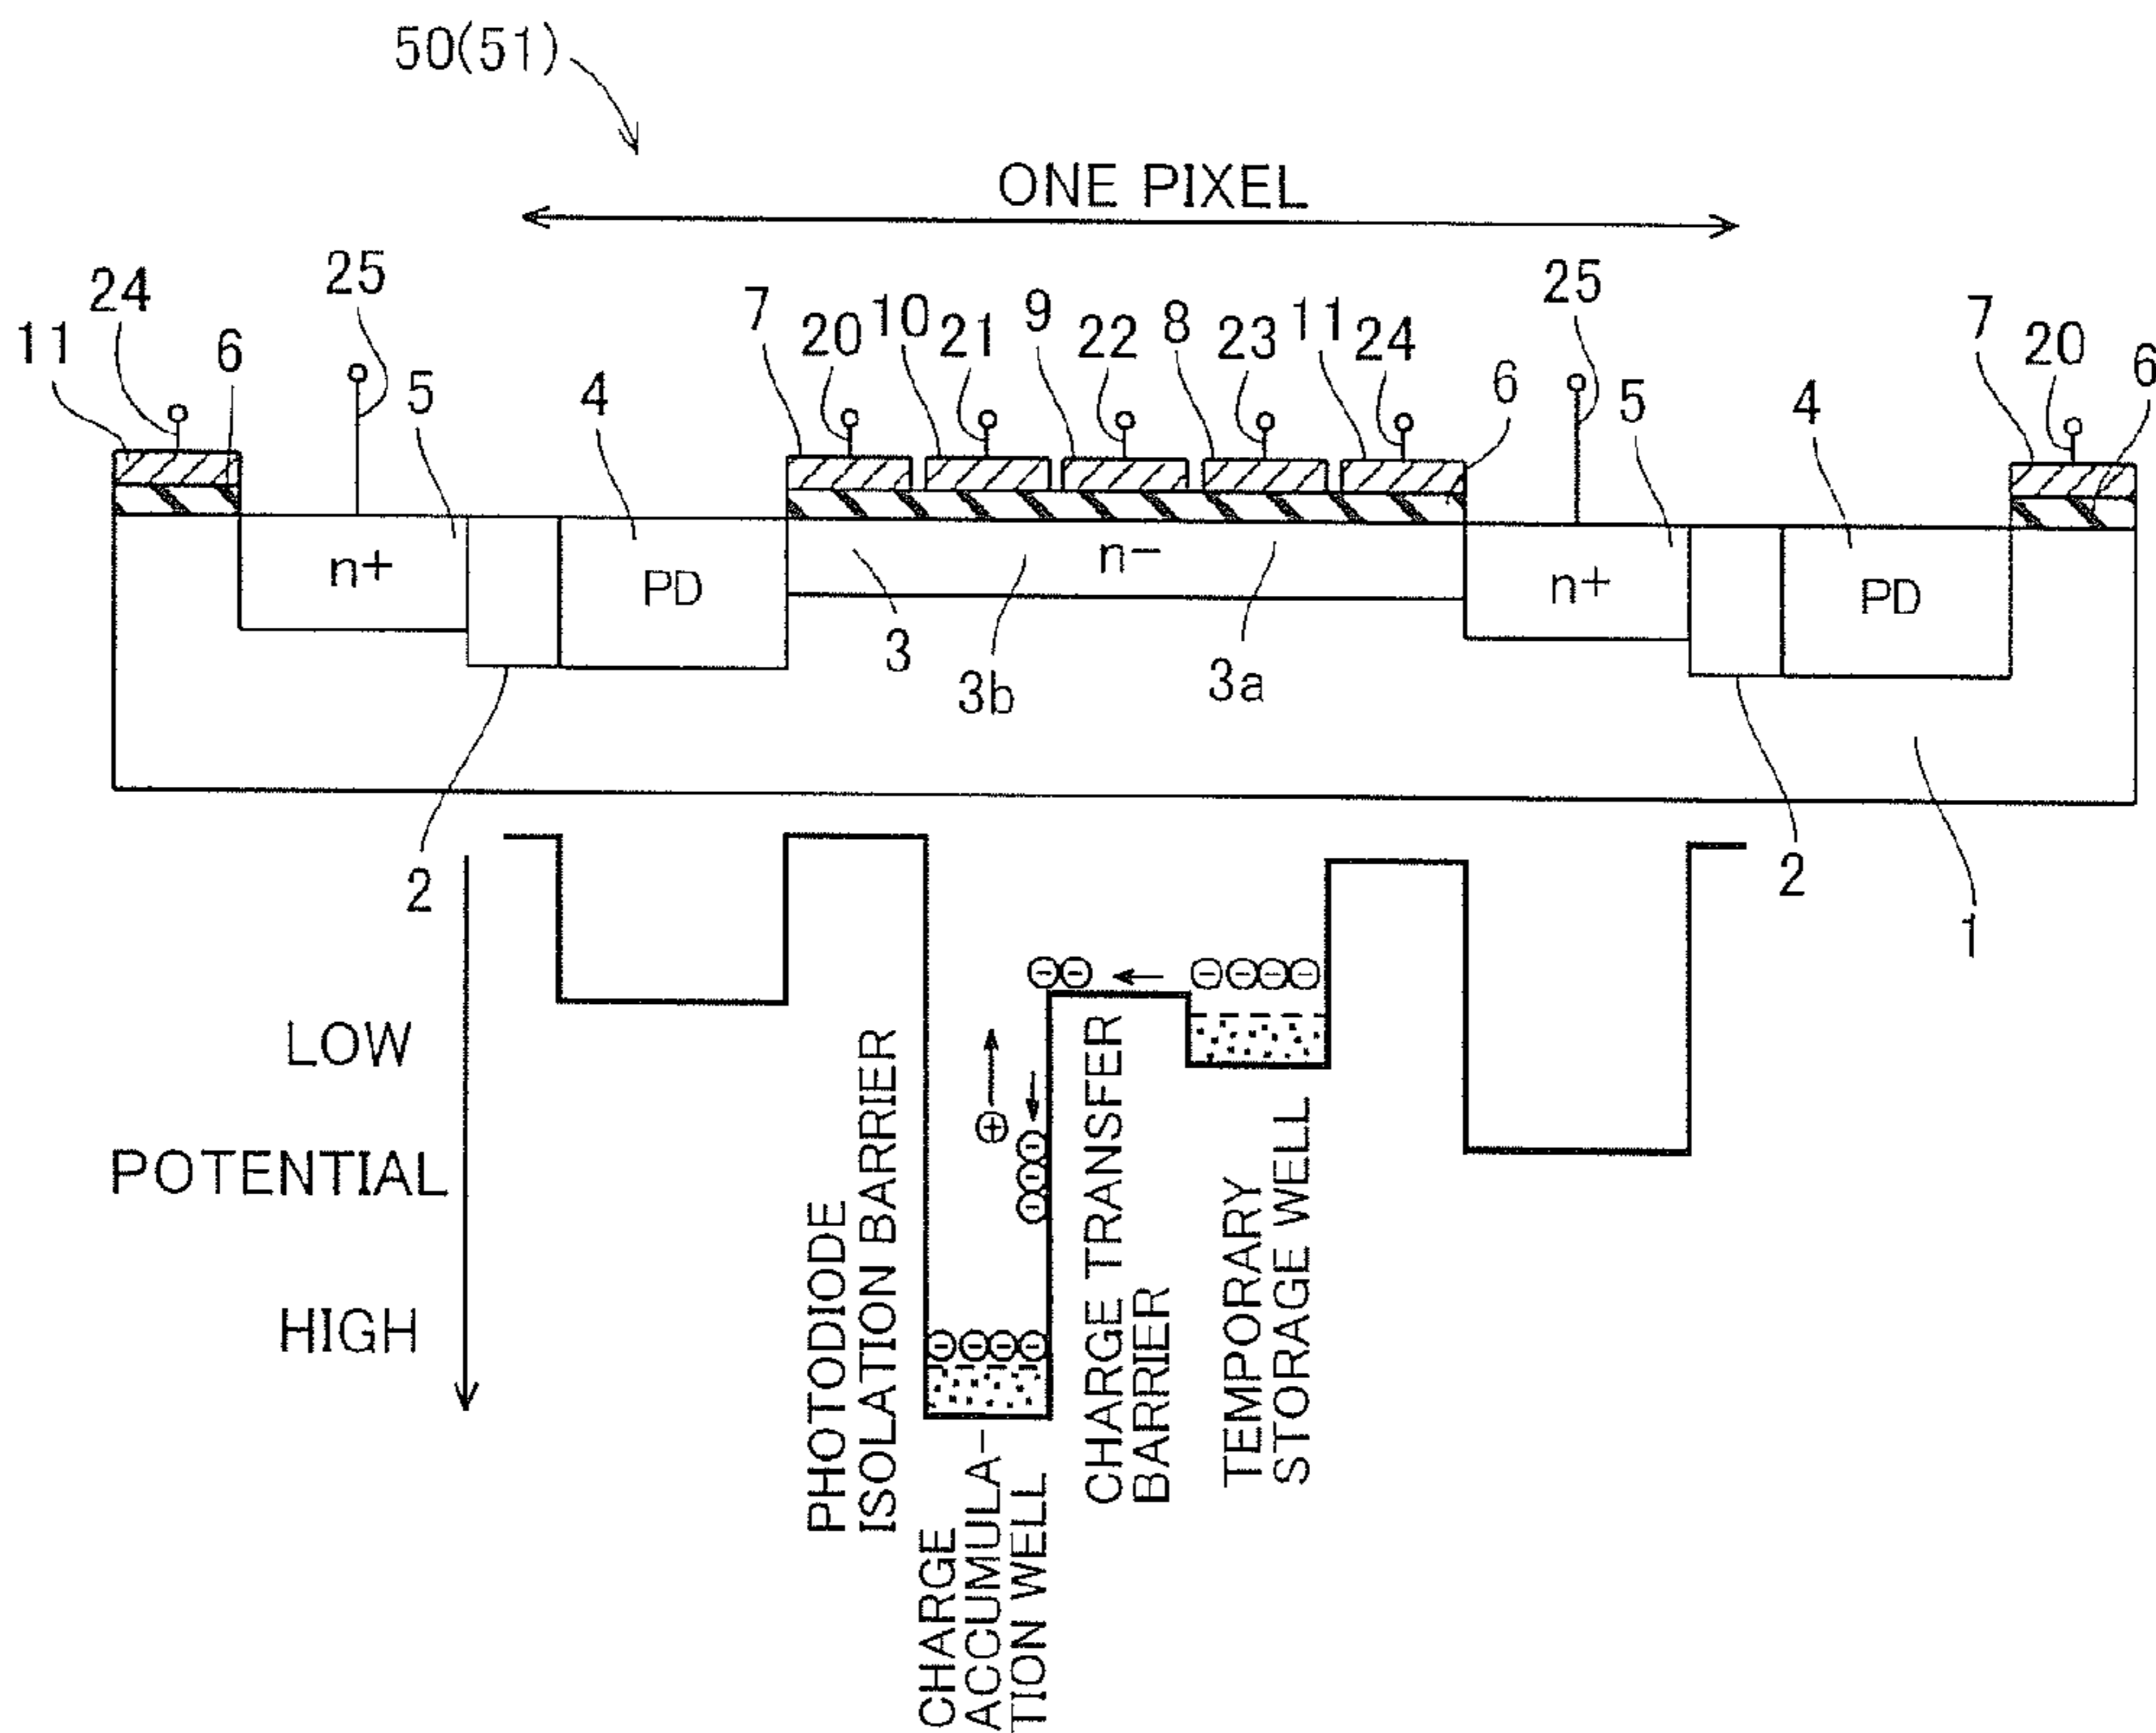 50(51)
ONE PIXEL
24 25 7 20 10 21 9 22 8 23 11 24 25 7 20
11 6 5 4 6 5 4 6
n+ PD n- n+ PD
3 3b 3a
2 2 1
LOW
POTENTIAL
HIGH
PHOTODIODE
ISOLATION BARRIER
CHARGE
ACCUMULA-
TION WELL
CHARGE TRANSFER
BARRIER
TEMPORARY
STORAGE WELL